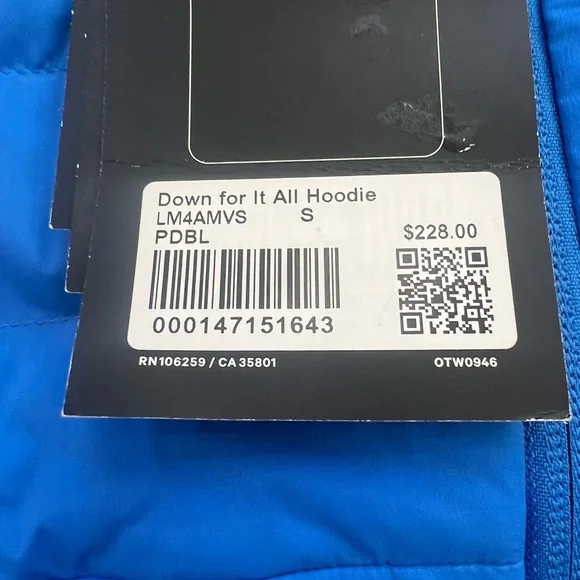 Down for It All Hoodie
LM4AMVS S
PDBL $228.00
000147151643
RN106259 / CA 35801 OTW0946